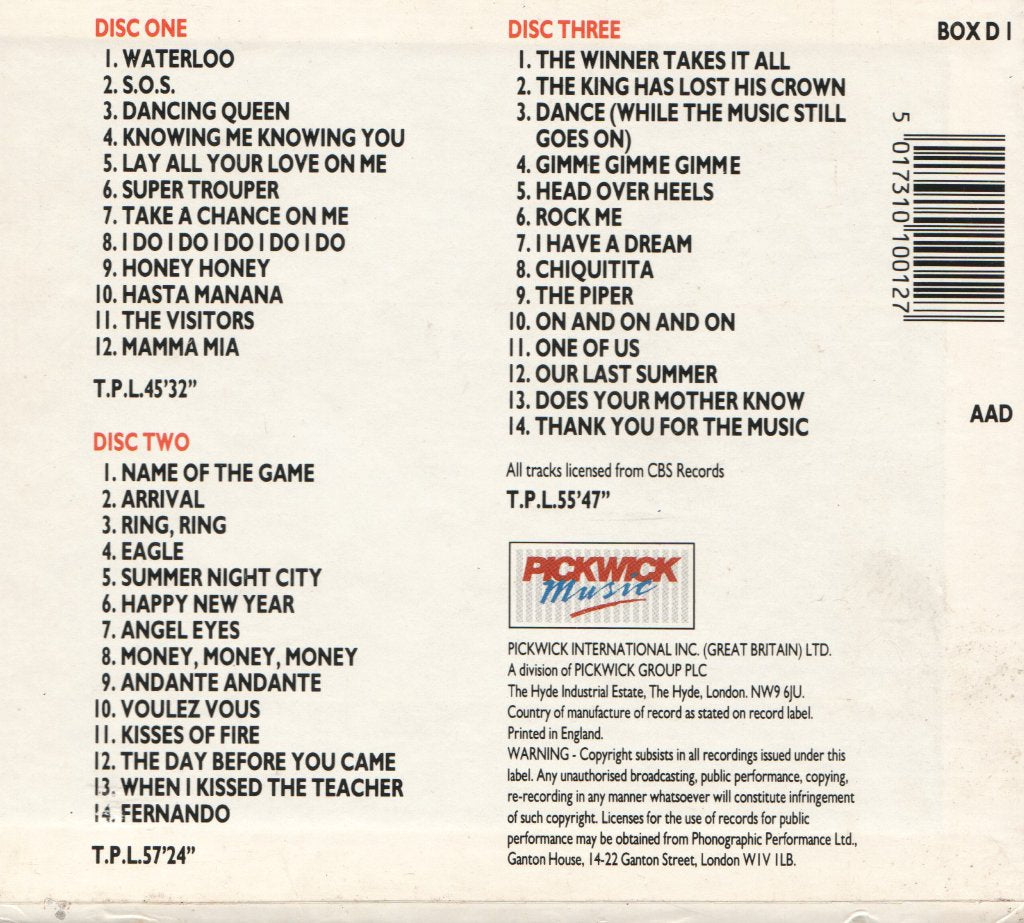 DISC ONE
1. WATERLOO
2. S.O.S.
3. DANCING QUEEN
4. KNOWING ME KNOWING YOU
5. LAY ALL YOUR LOVE ON ME
6. SUPER TROUPER
7. TAKE A CHANCE ON ME
8. I DO I DO I DO I DO I DO
9. HONEY HONEY
10. HASTA MANANA
11. THE VISITORS
12. MAMMA MIA
T.P.L.45'32"
DISC TWO
1. NAME OF THE GAME
2. ARRIVAL
3. RING, RING
4. EAGLE
5. SUMMER NIGHT CITY
6. HAPPY NEW YEAR
7. ANGEL EYES
8. MONEY, MONEY, MONEY
9. ANDANTE ANDANTE
10. VOULEZ VOUS
11. KISSES OF FIRE
12. THE DAY BEFORE YOU CAME
13. WHEN I KISSED THE TEACHER
14. FERNANDO
T.P.L.57'24"
DISC THREE
1. THE WINNER TAKES IT ALL
2. THE KING HAS LOST HIS CROWN
3. DANCE (WHILE THE MUSIC STILL
GOES ON)
4. GIMME GIMME GIMME
5. HEAD OVER HEELS
6. ROCK ME
7. I HAVE A DREAM
8. CHIQUITITA
9. THE PIPER
10. ON AND ON AND ON
11. ONE OF US
12. OUR LAST SUMMER
13. DOES YOUR MOTHER KNOW
14. THANK YOU FOR THE MUSIC
All tracks licensed from CBS Records
T.P.L.55'47"
PICKWICK
Music
PICKWICK INTERNATIONAL INC. (GREAT BRITAIN) LTD.
A division of PICKWICK GROUP PLC
The Hyde Industrial Estate, The Hyde, London. NW9 6JU.
Country of manufacture of record as stated on record label.
Printed in England.
WARNING - Copyright subsists in all recordings issued under this
label. Any unauthorised broadcasting, public performance, copying,
re-recording in any manner whatsoever will constitute infringement
of such copyright. Licenses for the use of records for public
performance may be obtained from Phonographic Performance Ltd.,
Ganton House, 14-22 Ganton Street, London W1V 1LB.
BOX D 1
5 017310 100127
AAD